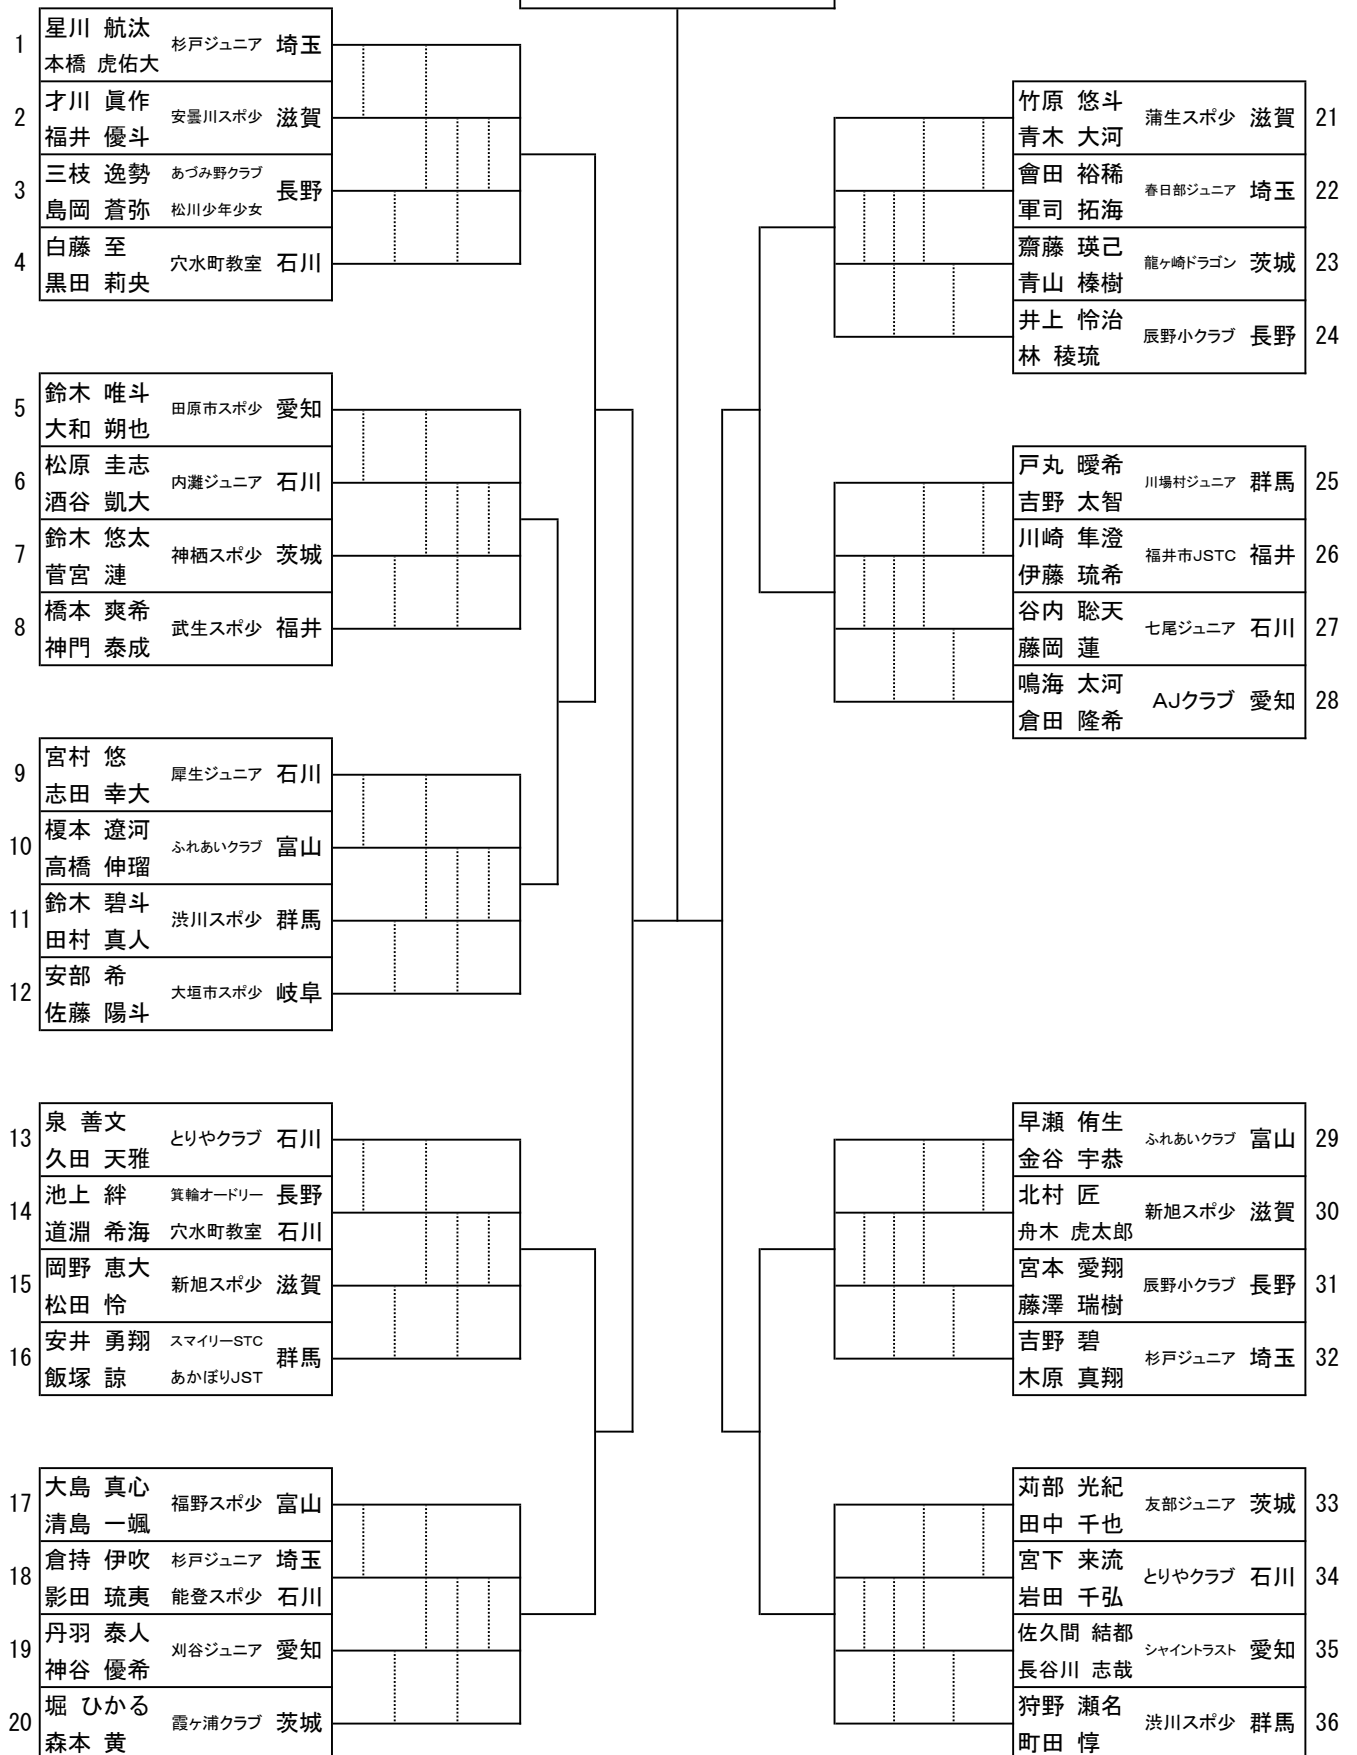 1 星川 航汰 杉戸ジュニア 埼玉
本橋 虎佑大
2 才川 眞作 安曇川スポ少 滋賀
福井 優斗
3 三枝 逸勢 あづみ野クラブ 長野
島岡 蒼弥 松川少年少女
4 白藤 至 穴水町教室 石川
黒田 莉央
5 鈴木 唯斗 田原市スポ少 愛知
大和 朔也
6 松原 圭志 内灘ジュニア 石川
酒谷 凱大
7 鈴木 悠太 神栖スポ少 茨城
菅宮 漣
8 橋本 爽希 武生スポ少 福井
神門 泰成
9 宮村 悠 犀生ジュニア 石川
志田 幸大
10 榎本 遼河 ふれあいクラブ 富山
高橋 伸瑠
11 鈴木 碧斗 渋川スポ少 群馬
田村 真人
12 安部 希 大垣市スポ少 岐阜
佐藤 陽斗
13 泉 善文 とりやクラブ 石川
久田 天雅
14 池上 絆 箕輪オードリー 長野
道淵 希海 穴水町教室 石川
15 岡野 恵大 新旭スポ少 滋賀
松田 怜
16 安井 勇翔 スマイリーSTC 群馬
飯塚 諒 あかぼりJST
17 大島 真心 福野スポ少 富山
清島 一颯
18 倉持 伊吹 杉戸ジュニア 埼玉
影田 琉夷 能登スポ少 石川
19 丹羽 泰人 刈谷ジュニア 愛知
神谷 優希
20 堀 ひかる 霞ヶ浦クラブ 茨城
森本 黄
竹原 悠斗 蒲生スポ少 滋賀 21
青木 大河
會田 裕稀 春日部ジュニア 埼玉 22
軍司 拓海
齋藤 瑛己 龍ヶ崎ドラゴン 茨城 23
青山 榛樹
井上 怜治 辰野小クラブ 長野 24
林 稜琉
戸丸 曖希 川場村ジュニア 群馬 25
吉野 太智
川崎 隼澄 福井市JSTC 福井 26
伊藤 琉希
谷内 聡天 七尾ジュニア 石川 27
藤岡 蓮
鳴海 太河 AJクラブ 愛知 28
倉田 隆希
早瀬 侑生 ふれあいクラブ 富山 29
金谷 宇恭
北村 匠 新旭スポ少 滋賀 30
舟木 虎太郎
宮本 愛翔 辰野小クラブ 長野 31
藤澤 瑞樹
吉野 碧 杉戸ジュニア 埼玉 32
木原 真翔
苅部 光紀 友部ジュニア 茨城 33
田中 千也
宮下 来流 とりやクラブ 石川 34
岩田 千弘
佐久間 結都 シャイントラスト 愛知 35
長谷川 志哉
狩野 瀬名 渋川スポ少 群馬 36
町田 惇